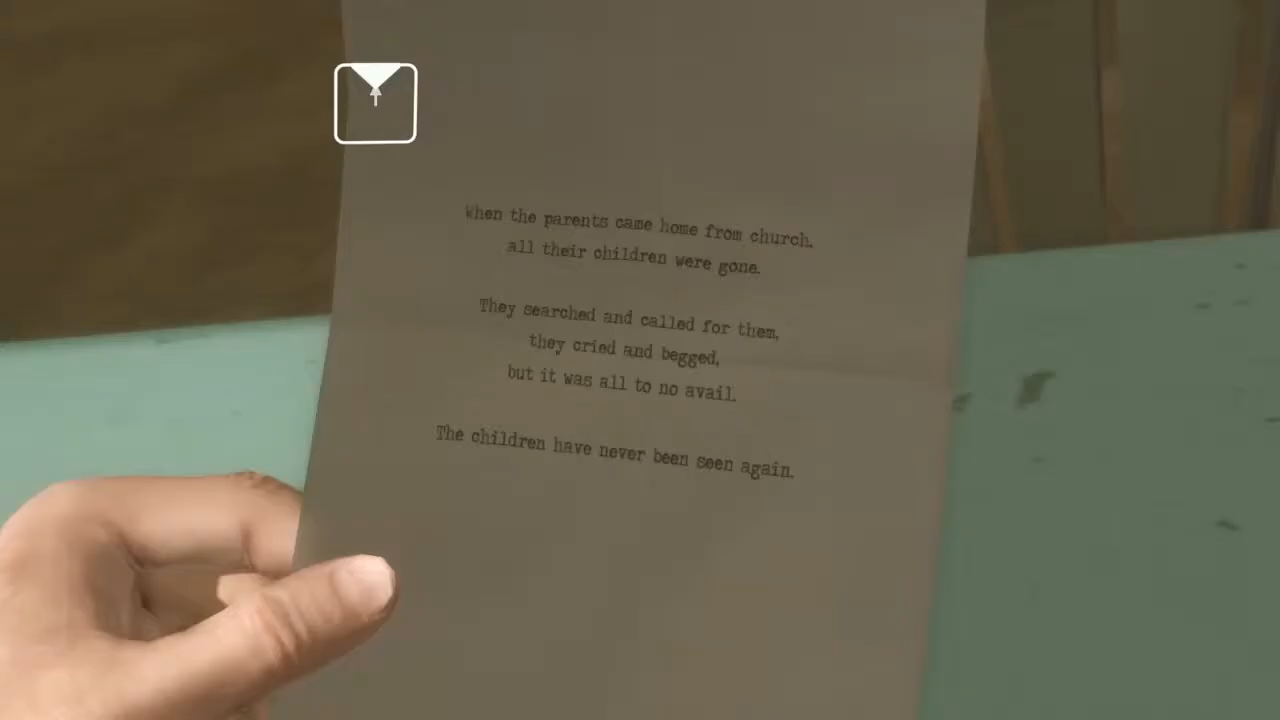 When the parents came home from church,
all their children were gone.
They searched and called for them,
they cried and begged,
but it was all to no avail.
The children have never been seen again.